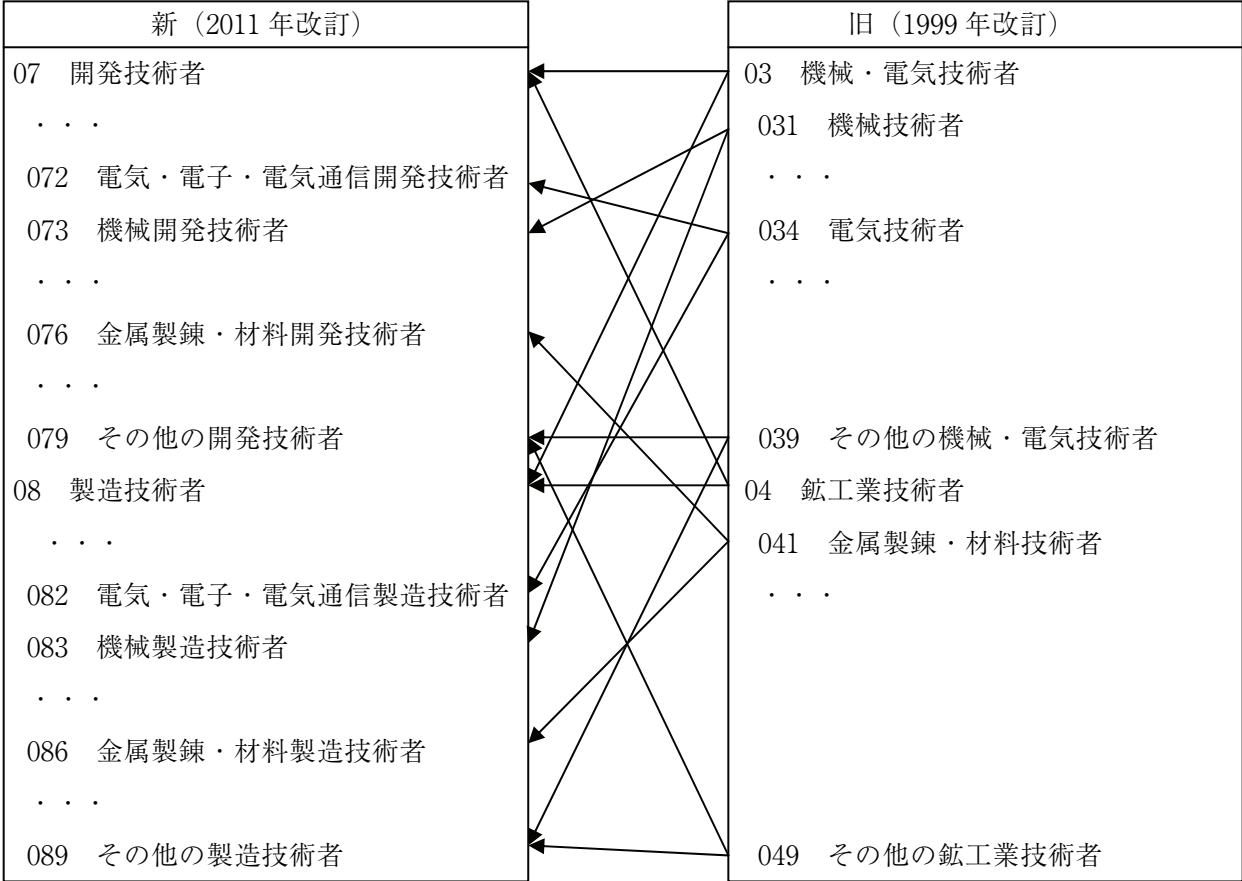 新（2011 年改訂）
07　開発技術者
・・・
072　電気・電子・電気通信開発技術者
073　機械開発技術者
・・・
076　金属製錬・材料開発技術者
・・・
079　その他の開発技術者
08　製造技術者
・・・
082　電気・電子・電気通信製造技術者
083　機械製造技術者
・・・
086　金属製錬・材料製造技術者
・・・
089　その他の製造技術者
旧（1999 年改訂）
03　機械・電気技術者
031　機械技術者
・・・
034　電気技術者
・・・
039　その他の機械・電気技術者
04　鉱工業技術者
041　金属製錬・材料技術者
・・・
049　その他の鉱工業技術者